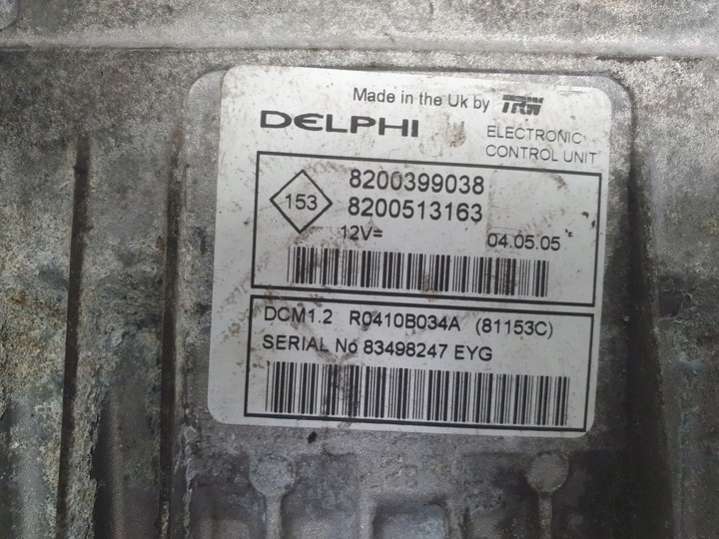 Made in the Uk by TRW
DELPHI
ELECTRONIC
CONTROL UNIT
153
8200399038
8200513163
12V=
04.05.05
DCM1.2 R0410B034A (81153C)
SERIAL No 83498247 EYG